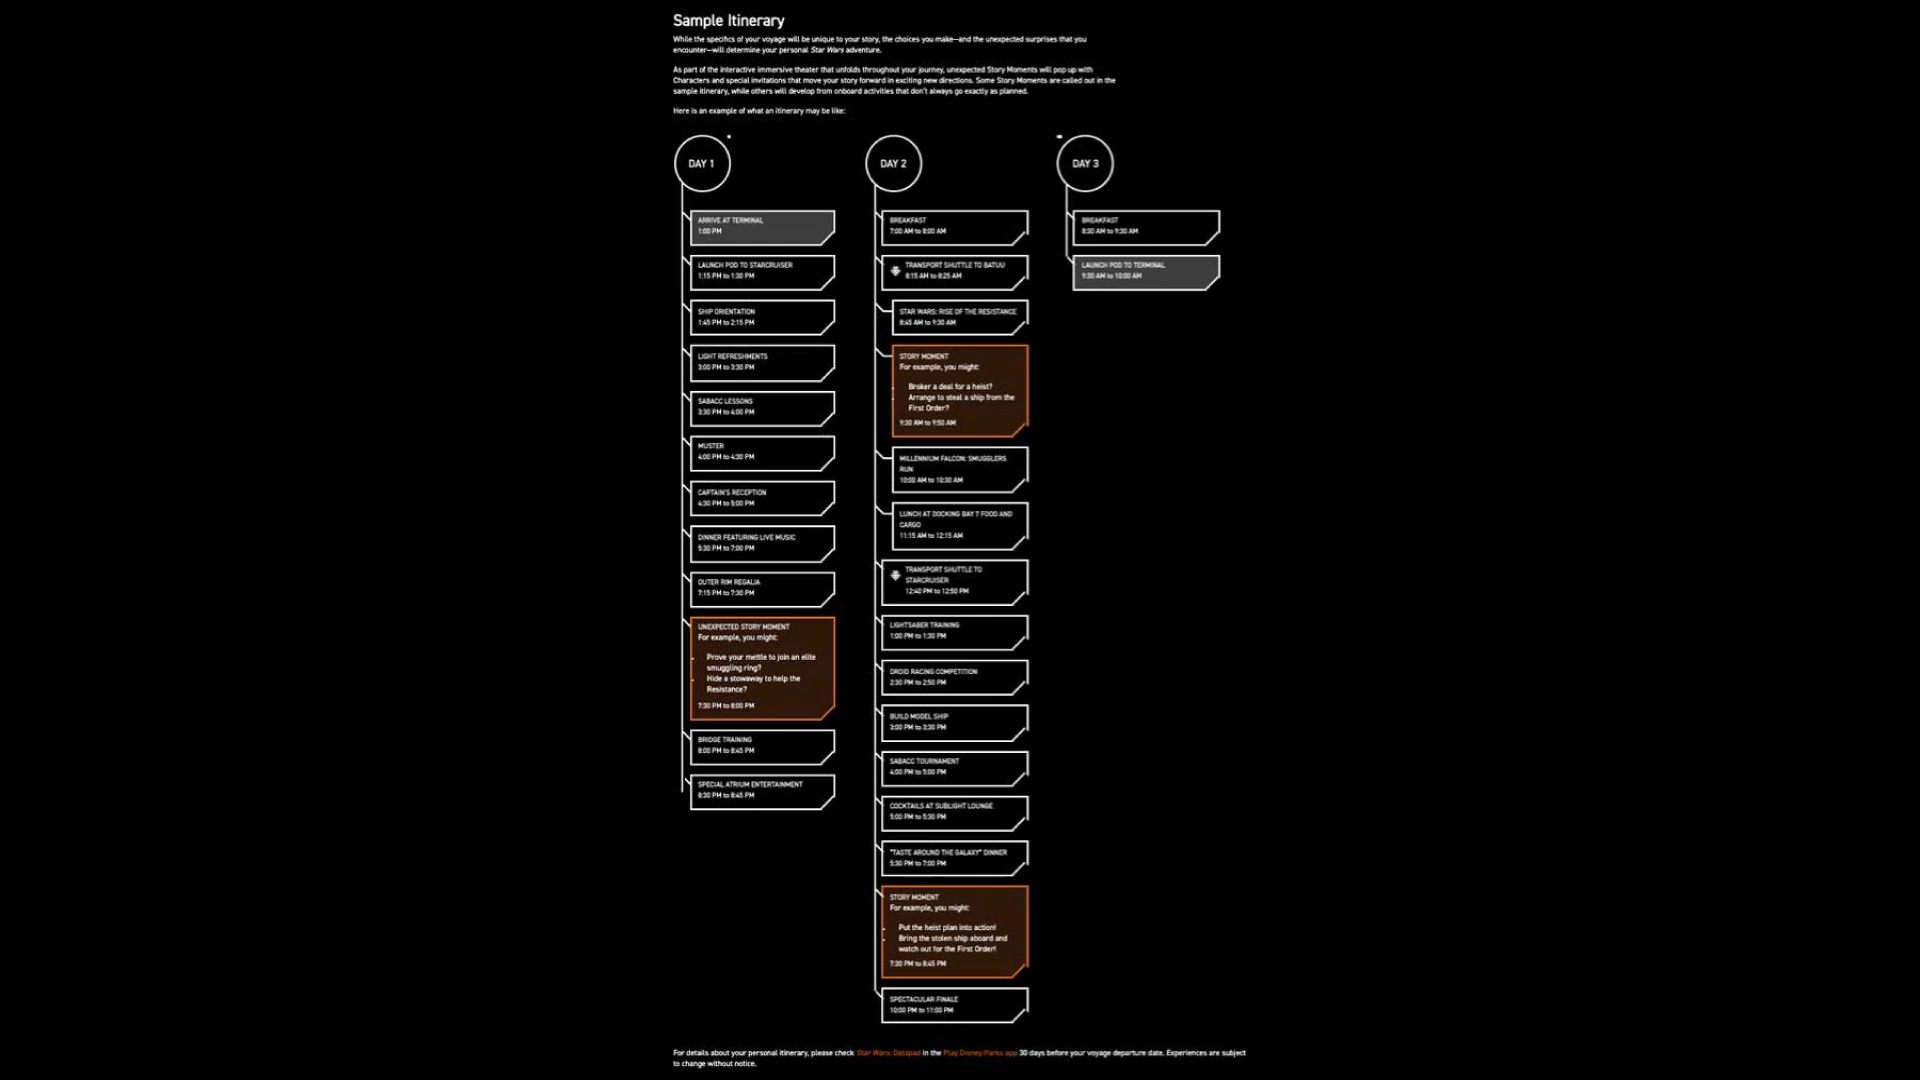 Sample Itinerary
While the specifics of your voyage will be unique to your story, the choices you make—and the unexpected surprises that you
encounter—will determine your personal Star Wars adventure.
As part of the interactive immersive theater that unfolds throughout your journey, unexpected Story Moments will pop up with
Characters and special invitations that move your story forward in exciting new directions. Some Story Moments are called out in the
sample itinerary, while others will develop from onboard activities that don't always go exactly as planned.
Here is an example of what an itinerary may be like:
DAY 1
ARRIVE AT TERMINAL
1:00 PM
LAUNCH POD TO STARCRUISER
1:15 PM to 1:30 PM
SHIP ORIENTATION
1:45 PM to 2:15 PM
LIGHT REFRESHMENTS
3:00 PM to 3:30 PM
SABACC LESSONS
3:30 PM to 4:00 PM
MUSTER
4:00 PM to 4:30 PM
CAPTAIN'S RECEPTION
4:30 PM to 5:00 PM
DINNER FEATURING LIVE MUSIC
5:30 PM to 7:00 PM
OUTER RIM REGALIA
7:15 PM to 7:30 PM
UNEXPECTED STORY MOMENT
For example, you might:
Prove your mettle to join an elite
smuggling ring?
Hide a stowaway to help the
Resistance?
7:30 PM to 8:00 PM
BRIDGE TRAINING
8:00 PM to 8:45 PM
SPECIAL ATRIUM ENTERTAINMENT
8:30 PM to 8:45 PM
DAY 2
BREAKFAST
7:00 AM to 8:00 AM
TRANSPORT SHUTTLE TO BATUU
8:15 AM to 8:25 AM
STAR WARS: RISE OF THE RESISTANCE
8:45 AM to 9:30 AM
STORY MOMENT
For example, you might:
Broker a deal for a heist?
Arrange to steal a ship from the
First Order?
9:30 AM to 9:50 AM
MILLENNIUM FALCON: SMUGGLERS
RUN
10:00 AM to 10:30 AM
LUNCH AT DOCKING BAY 7 FOOD AND
CARGO
11:15 AM to 12:15 AM
TRANSPORT SHUTTLE TO
STARCRUISER
12:40 PM to 12:50 PM
LIGHTSABER TRAINING
1:00 PM to 1:30 PM
DROID RACING COMPETITION
2:30 PM to 2:50 PM
BUILD MODEL SHIP
3:00 PM to 3:30 PM
SABACC TOURNAMENT
4:00 PM to 5:00 PM
COCKTAILS AT SUBLIGHT LOUNGE
5:00 PM to 5:30 PM
"TASTE AROUND THE GALAXY" DINNER
5:30 PM to 7:00 PM
STORY MOMENT
For example, you might:
Put the heist plan into action!
Bring the stolen ship aboard and
watch out for the First Order!
7:30 PM to 8:45 PM
SPECTACULAR FINALE
10:00 PM to 11:00 PM
DAY 3
BREAKFAST
8:30 AM to 9:30 AM
LAUNCH POD TO TERMINAL
9:30 AM to 10:00 AM
For details about your personal itinerary, please check Star Wars: Datapad in the Play Disney Parks app 30 days before your voyage departure date. Experiences are subject
to change without notice.